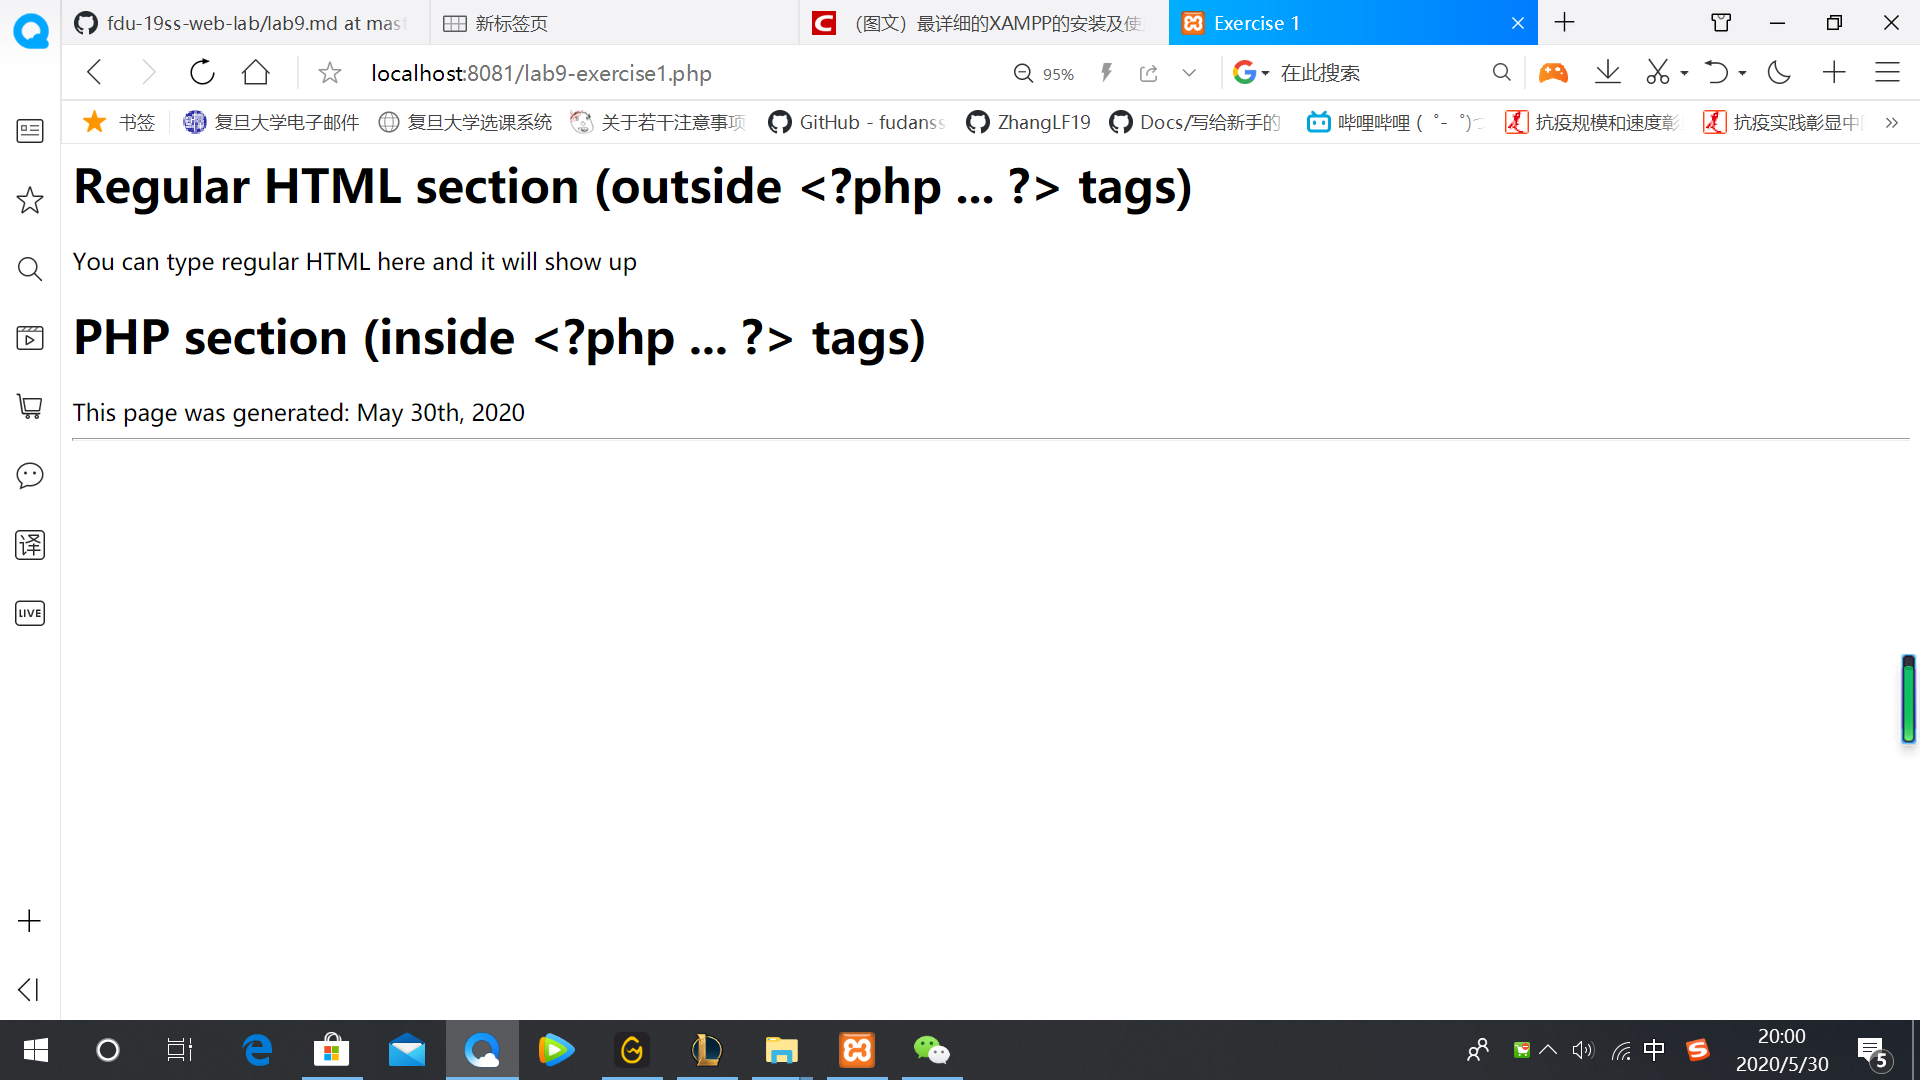 fdu-19ss-web-lab/lab9.md at mast
新标签页
（图文）最详细的XAMPP的安装及使
Exercise 1
localhost:8081/lab9-exercise1.php
95%
在此搜索
书签
复旦大学电子邮件
复旦大学选课系统
关于若干注意事项
GitHub - fudanss
ZhangLF19
Docs/写给新手的
哔哩哔哩 ( ゜- ゜)つ
抗疫规模和速度彰
抗疫实践彰显中国
Regular HTML section (outside <?php ... ?> tags)
You can type regular HTML here and it will show up
PHP section (inside <?php ... ?> tags)
This page was generated: May 30th, 2020
译
LIVE
中
20:00
2020/5/30
5